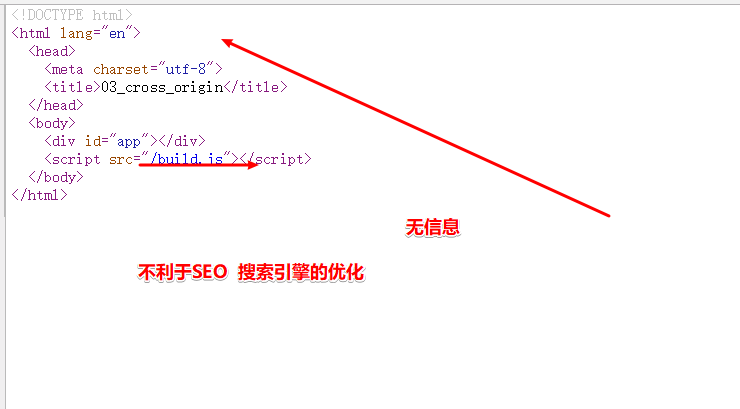 <!DOCTYPE html>
<html lang="en">
<head>
<meta charset="utf-8">
<title>03_cross_origin</title>
</head>
<body>
<div id="app"></div>
<script src="/build.js"></script>
</body>
</html>
无信息
不利于SEO 搜索引擎的优化